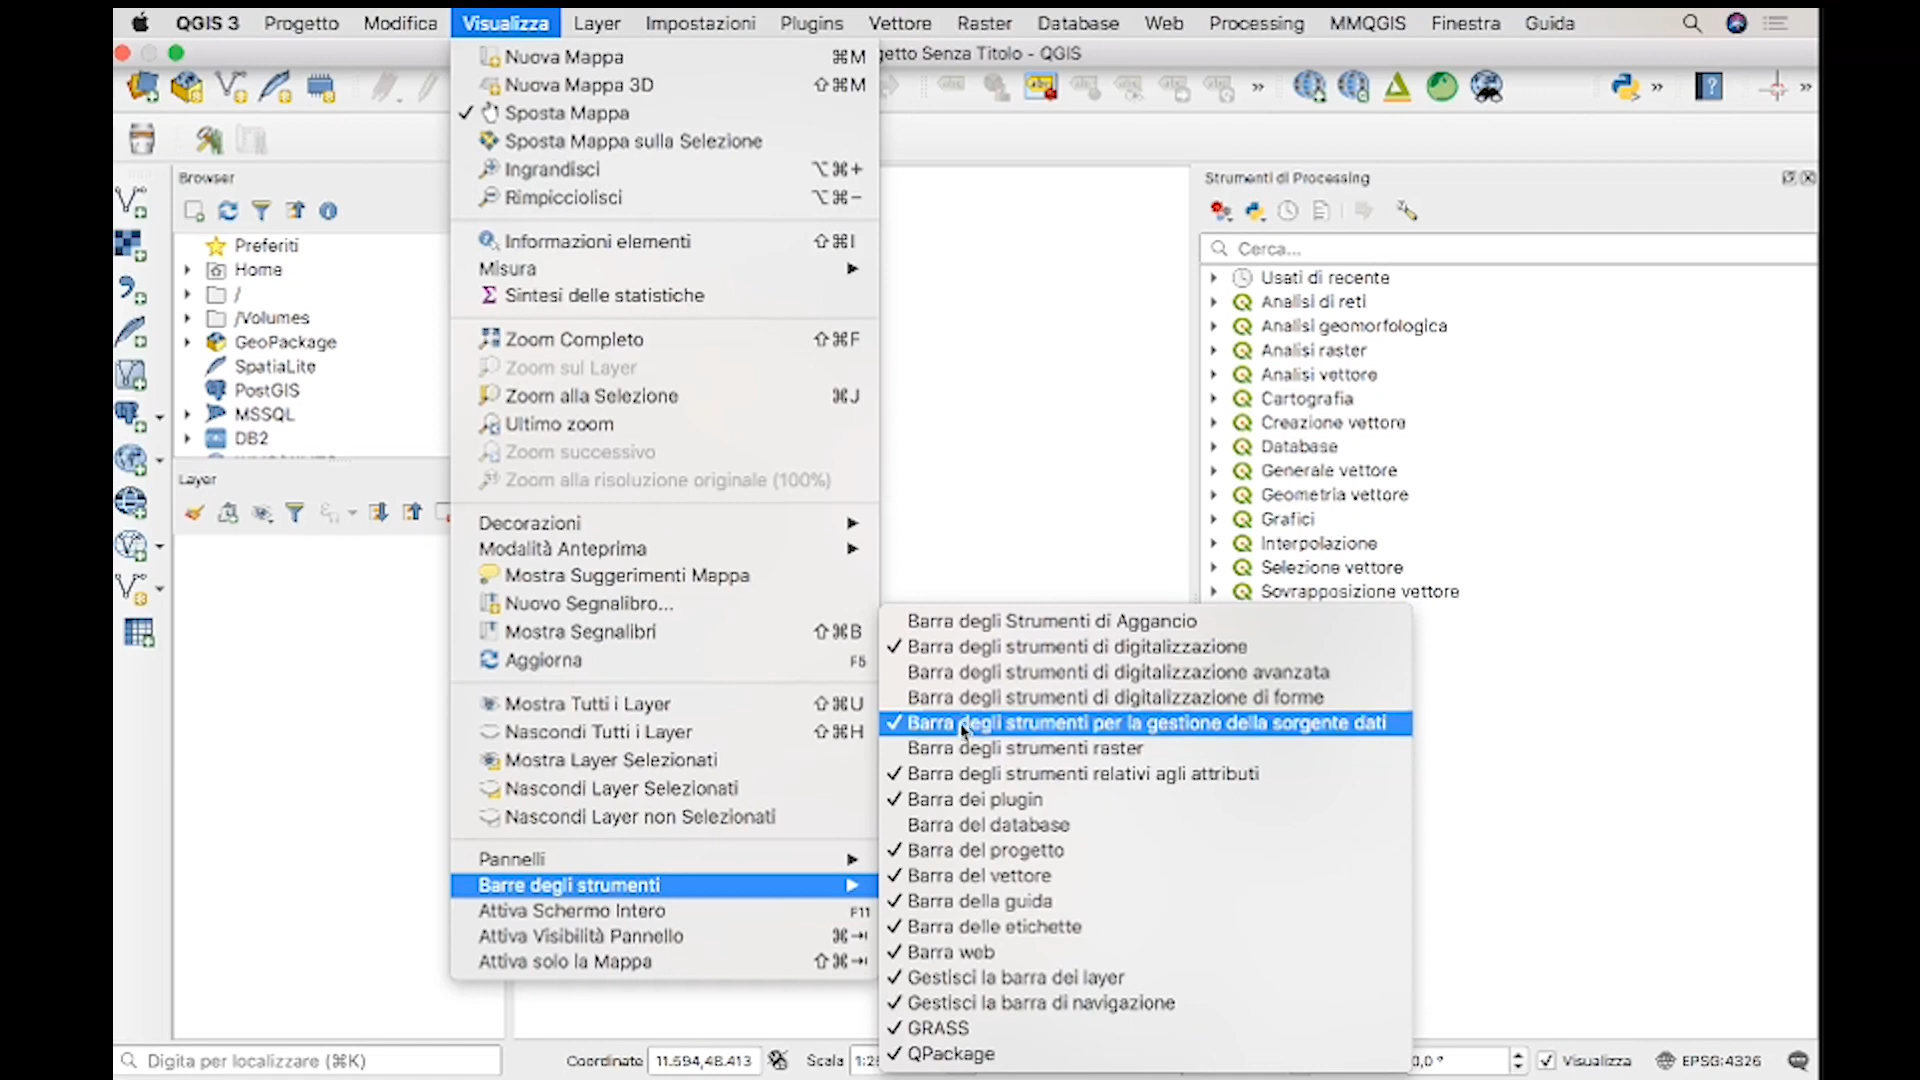 QGIS 3 Progetto Modifica Visualizza Layer Impostazioni Plugins Vettore Raster Database Web Processing MMQGIS Finestra Guida
getto Senza Titolo - QGIS
Nuova Mappa ⌘M
Nuova Mappa 3D ⇧⌘M
Sposta Mappa
Sposta Mappa sulla Selezione
Ingrandisci ⌥⌘+
Rimpicciolisci ⌥⌘−
Informazioni elementi ⇧⌘I
Misura
Sintesi delle statistiche
Zoom Completo ⇧⌘F
Zoom sul Layer
Zoom alla Selezione ⌘J
Ultimo zoom
Zoom successivo
Zoom alla risoluzione originale (100%)
Decorazioni
Modalità Anteprima
Mostra Suggerimenti Mappa
Nuovo Segnalibro...
Mostra Segnalibri ⇧⌘B
Aggiorna F5
Mostra Tutti i Layer ⇧⌘U
Nascondi Tutti i Layer ⇧⌘H
Mostra Layer Selezionati
Nascondi Layer Selezionati
Nascondi Layer non Selezionati
Pannelli
Barre degli strumenti
Attiva Schermo Intero F11
Attiva Visibilità Pannello ⌘⇥
Attiva solo la Mappa ⇧⌘⇥
Browser
Preferiti
Home
/
/Volumes
GeoPackage
SpatiaLite
PostGIS
MSSQL
DB2
Layer
Strumenti di Processing
Cerca...
Usati di recente
Analisi di reti
Analisi geomorfologica
Analisi raster
Analisi vettore
Cartografia
Creazione vettore
Database
Generale vettore
Geometria vettore
Grafici
Interpolazione
Selezione vettore
Sovrapposizione vettore
Barra degli Strumenti di Aggancio
Barra degli strumenti di digitalizzazione
Barra degli strumenti di digitalizzazione avanzata
Barra degli strumenti di digitalizzazione di forme
Barra degli strumenti per la gestione della sorgente dati
Barra degli strumenti raster
Barra degli strumenti relativi agli attributi
Barra dei plugin
Barra del database
Barra del progetto
Barra del vettore
Barra della guida
Barra delle etichette
Barra web
Gestisci la barra dei layer
Gestisci la barra di navigazione
GRASS
QPackage
Digita per localizzare (⌘K) Coordinate 11.594,48.413 Scala 1:2 0,0 ° Visualizza EPSG:4326